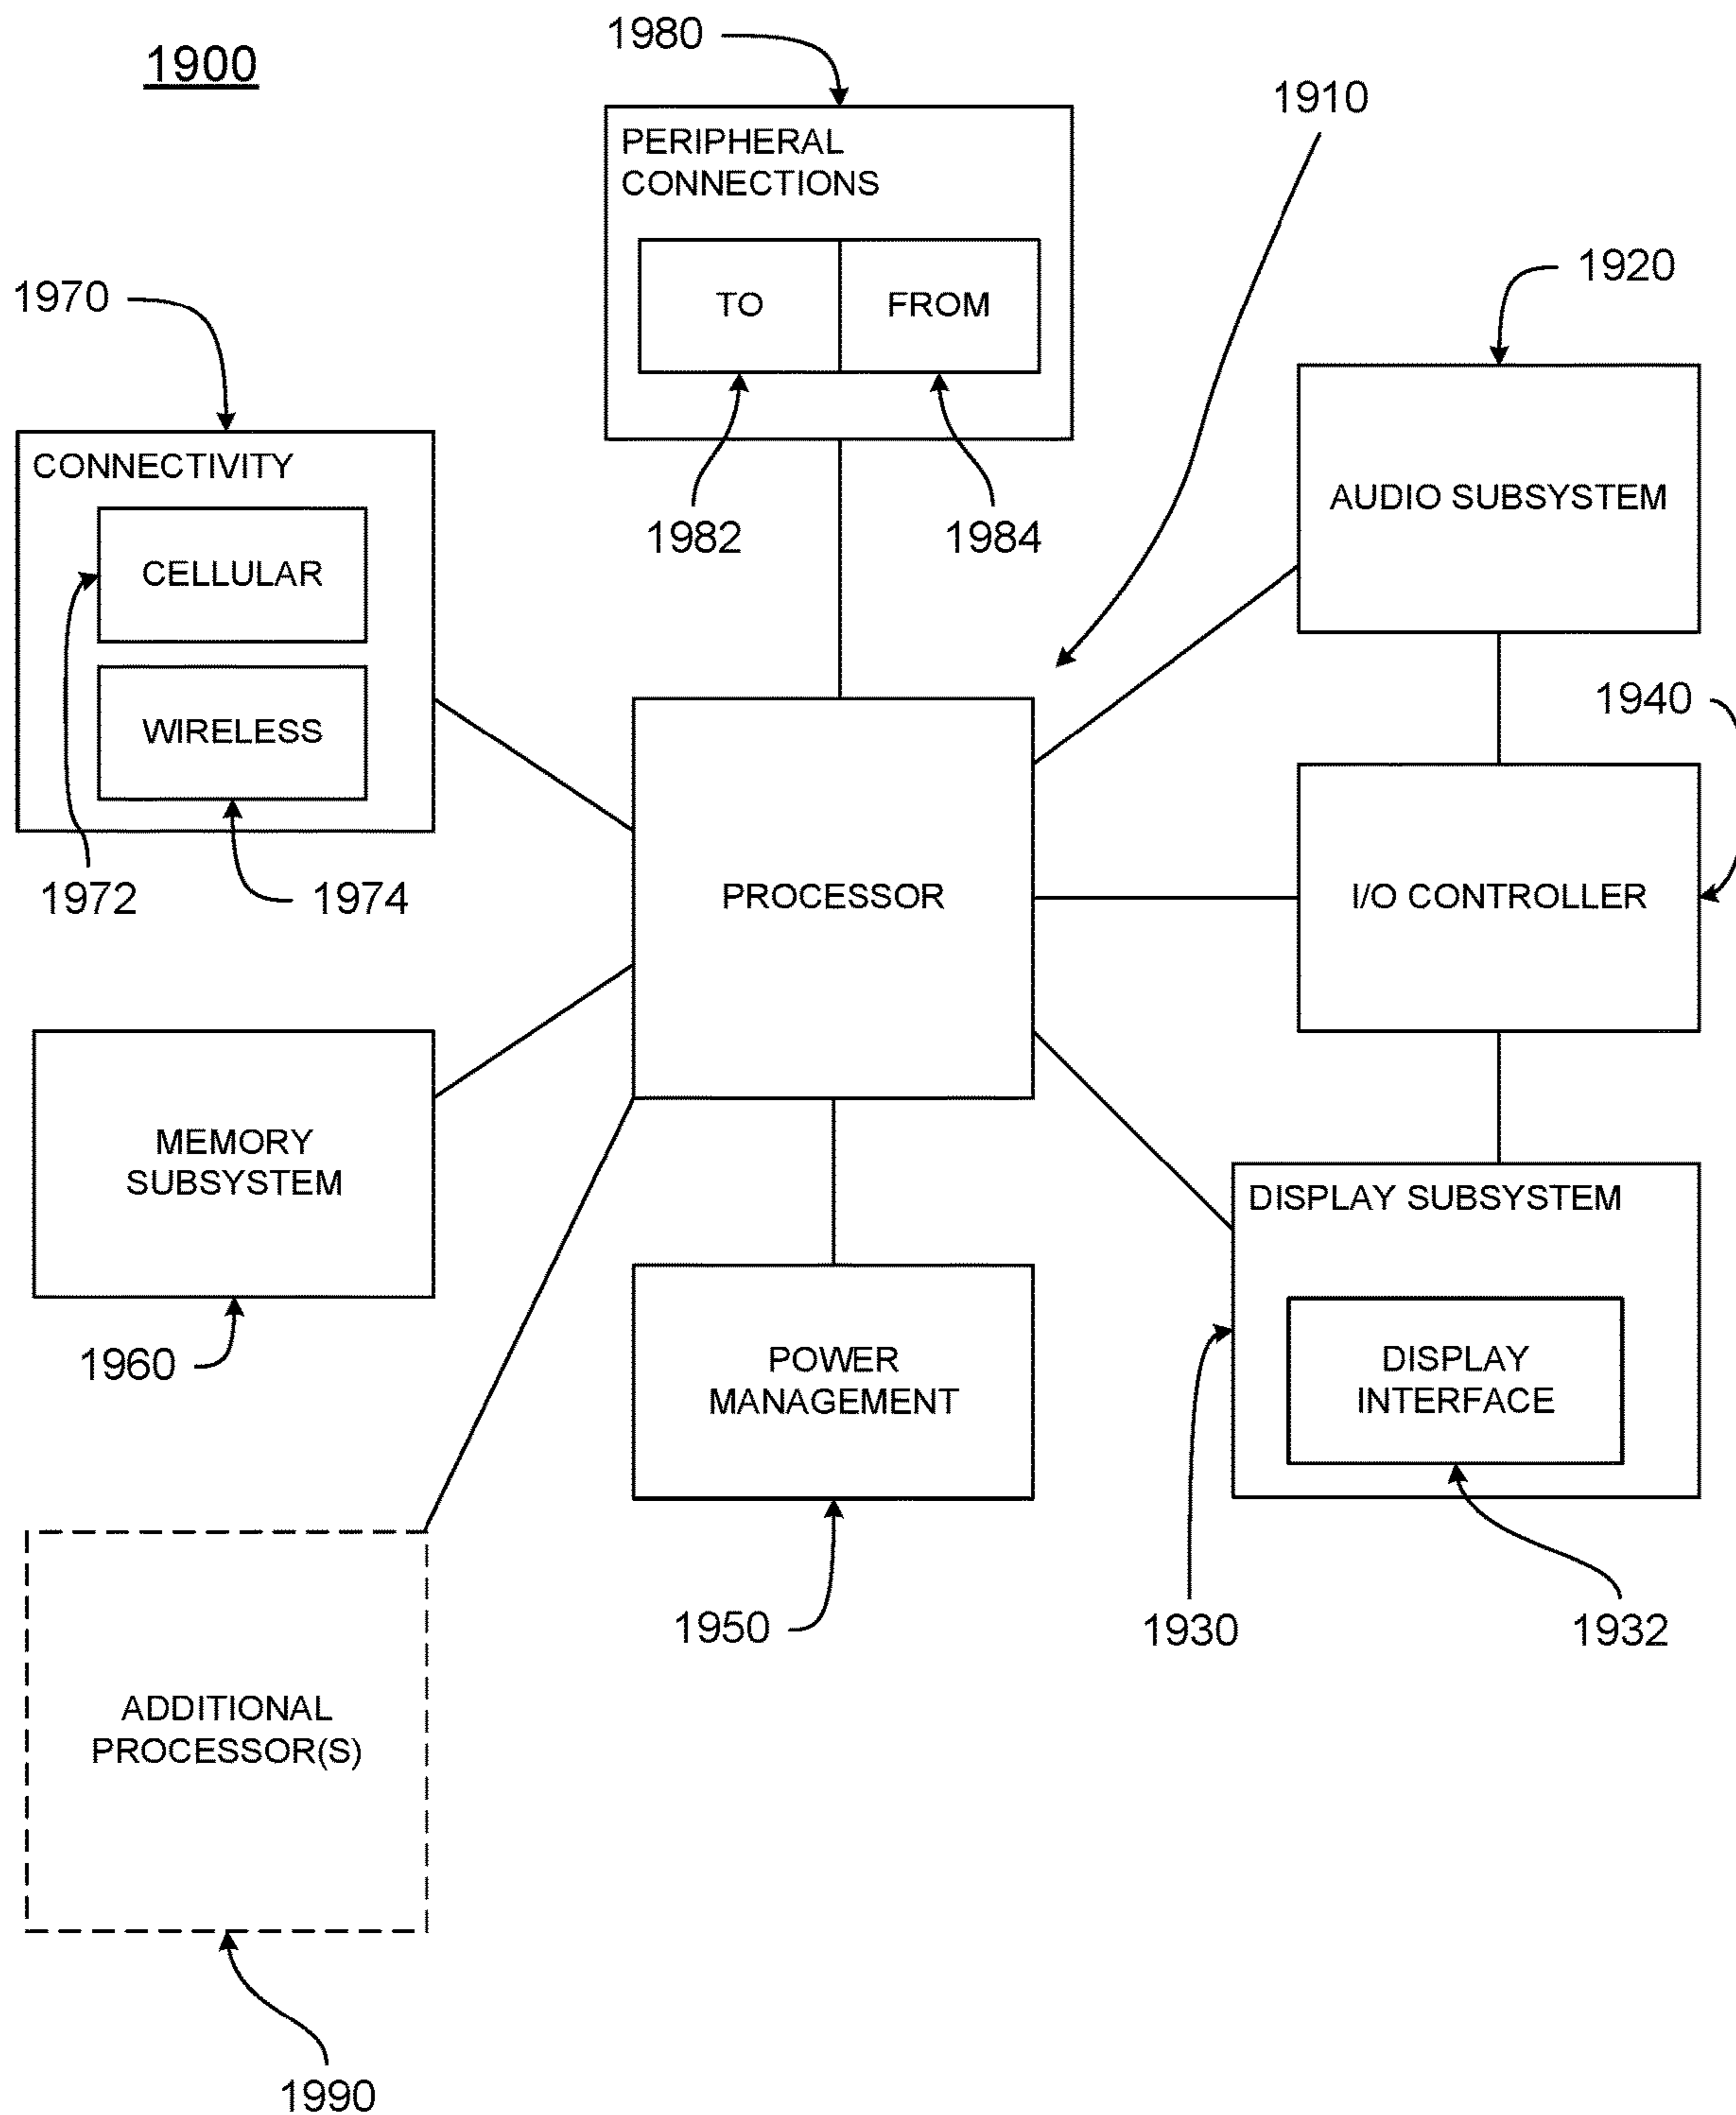 1900
1980
1910
PERIPHERAL
CONNECTIONS
TO
FROM
1982
1984
1920
AUDIO SUBSYSTEM
1970
CONNECTIVITY
CELLULAR
WIRELESS
1972
1974
PROCESSOR
1940
I/O CONTROLLER
MEMORY
SUBSYSTEM
1960
POWER
MANAGEMENT
1950
DISPLAY SUBSYSTEM
DISPLAY
INTERFACE
1930
1932
ADDITIONAL
PROCESSOR(S)
1990